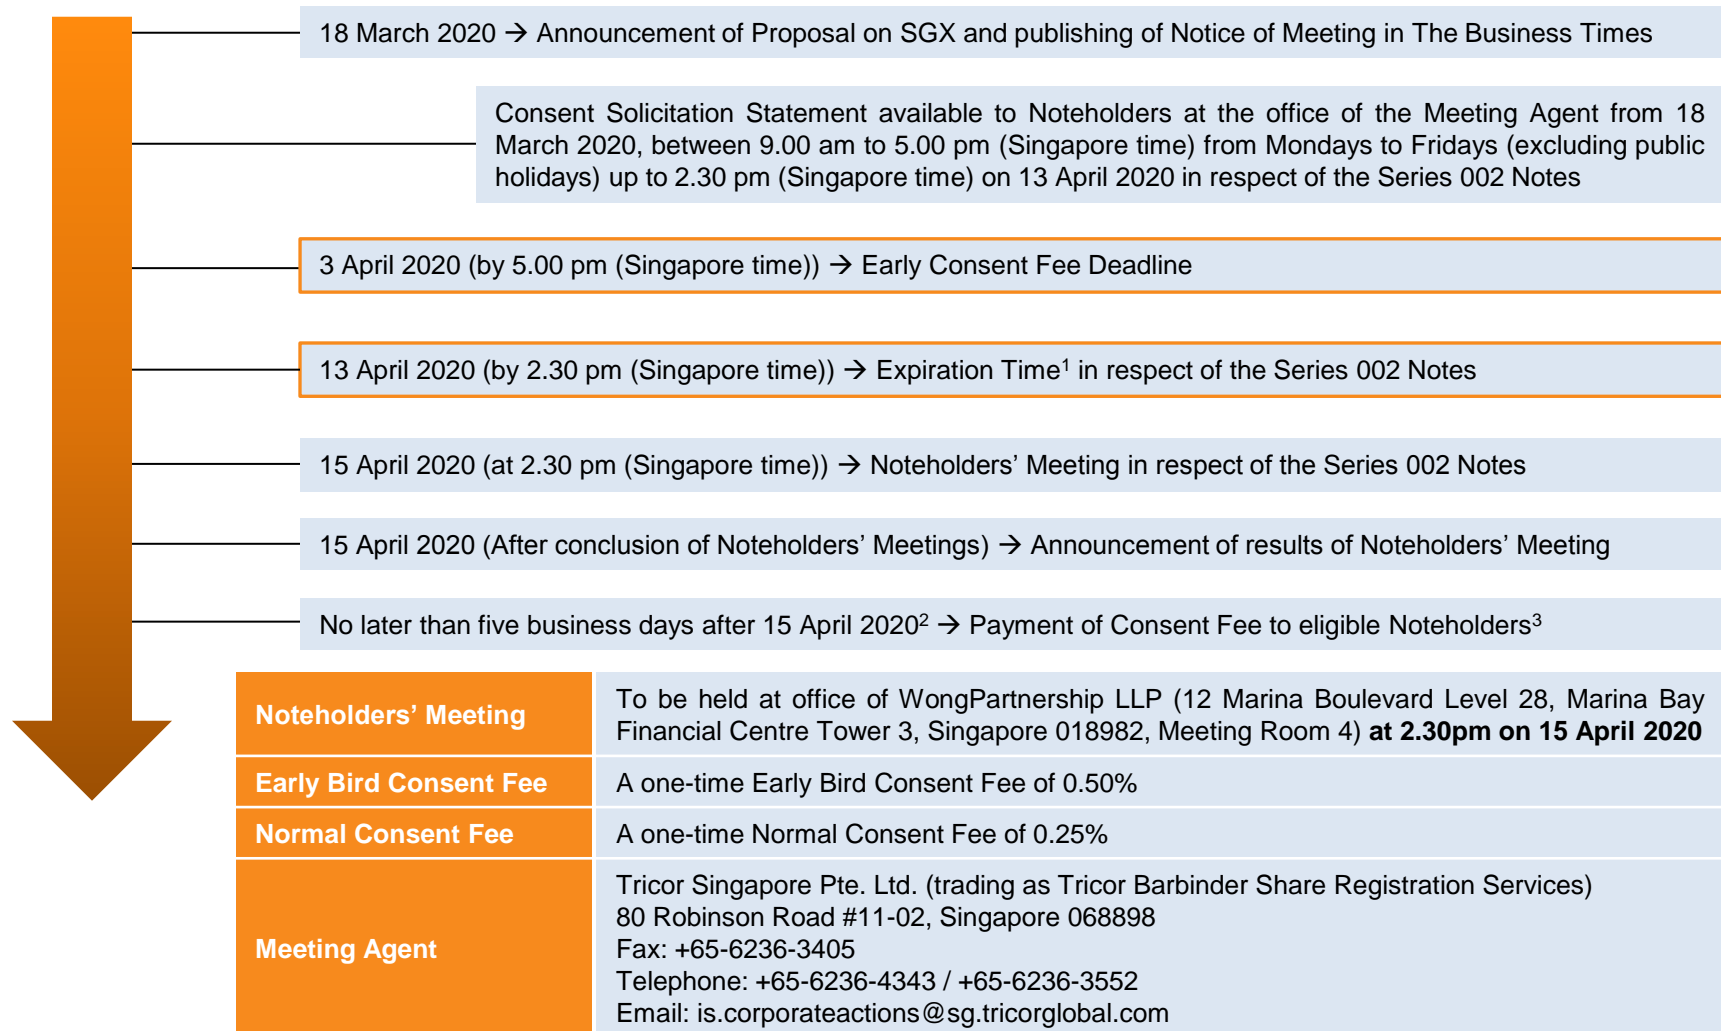 18 March 2020 → Announcement of Proposal on SGX and publishing of Notice of Meeting in The Business Times
Consent Solicitation Statement available to Noteholders at the office of the Meeting Agent from 18
March 2020, between 9.00 am to 5.00 pm (Singapore time) from Mondays to Fridays (excluding public
holidays) up to 2.30 pm (Singapore time) on 13 April 2020 in respect of the Series 002 Notes
3 April 2020 (by 5.00 pm (Singapore time)) → Early Consent Fee Deadline
13 April 2020 (by 2.30 pm (Singapore time)) → Expiration Time¹ in respect of the Series 002 Notes
15 April 2020 (at 2.30 pm (Singapore time)) → Noteholders’ Meeting in respect of the Series 002 Notes
15 April 2020 (After conclusion of Noteholders’ Meetings) → Announcement of results of Noteholders’ Meeting
No later than five business days after 15 April 2020² → Payment of Consent Fee to eligible Noteholders³
Noteholders’ Meeting
To be held at office of WongPartnership LLP (12 Marina Boulevard Level 28, Marina Bay
Financial Centre Tower 3, Singapore 018982, Meeting Room 4) at 2.30pm on 15 April 2020
Early Bird Consent Fee
A one-time Early Bird Consent Fee of 0.50%
Normal Consent Fee
A one-time Normal Consent Fee of 0.25%
Meeting Agent
Tricor Singapore Pte. Ltd. (trading as Tricor Barbinder Share Registration Services)
80 Robinson Road #11-02, Singapore 068898
Fax: +65-6236-3405
Telephone: +65-6236-4343 / +65-6236-3552
Email: is.corporateactions@sg.tricorglobal.com